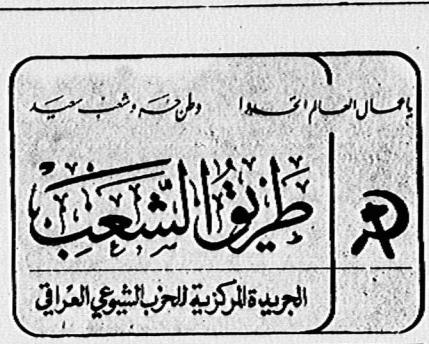 يا عمال العالم اتحدوا وطن حر وشعب سعيد
طريق الشعب
الجريدة المركزية للحزب الشيوعي العراقي